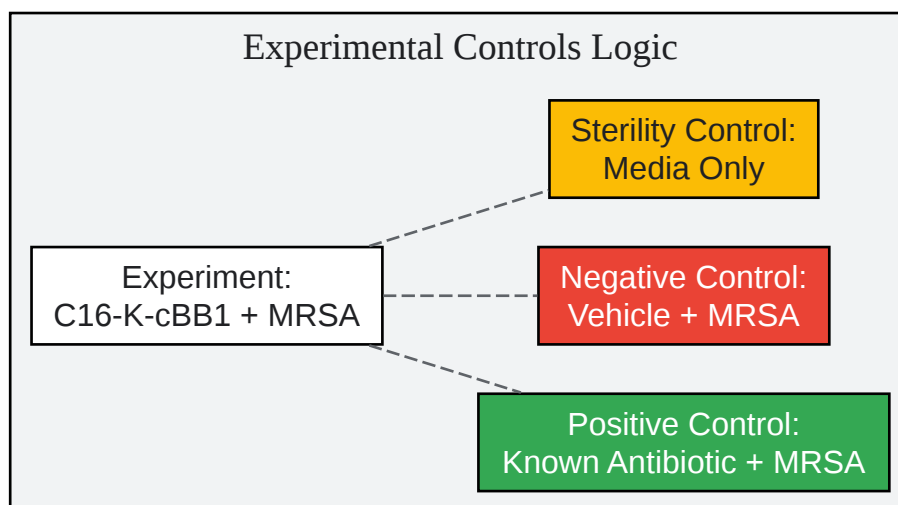 Experimental Controls Logic
Sterility Control:
Media Only
Experiment:
C16-K-cBB1 + MRSA
Negative Control:
Vehicle + MRSA
Positive Control:
Known Antibiotic + MRSA